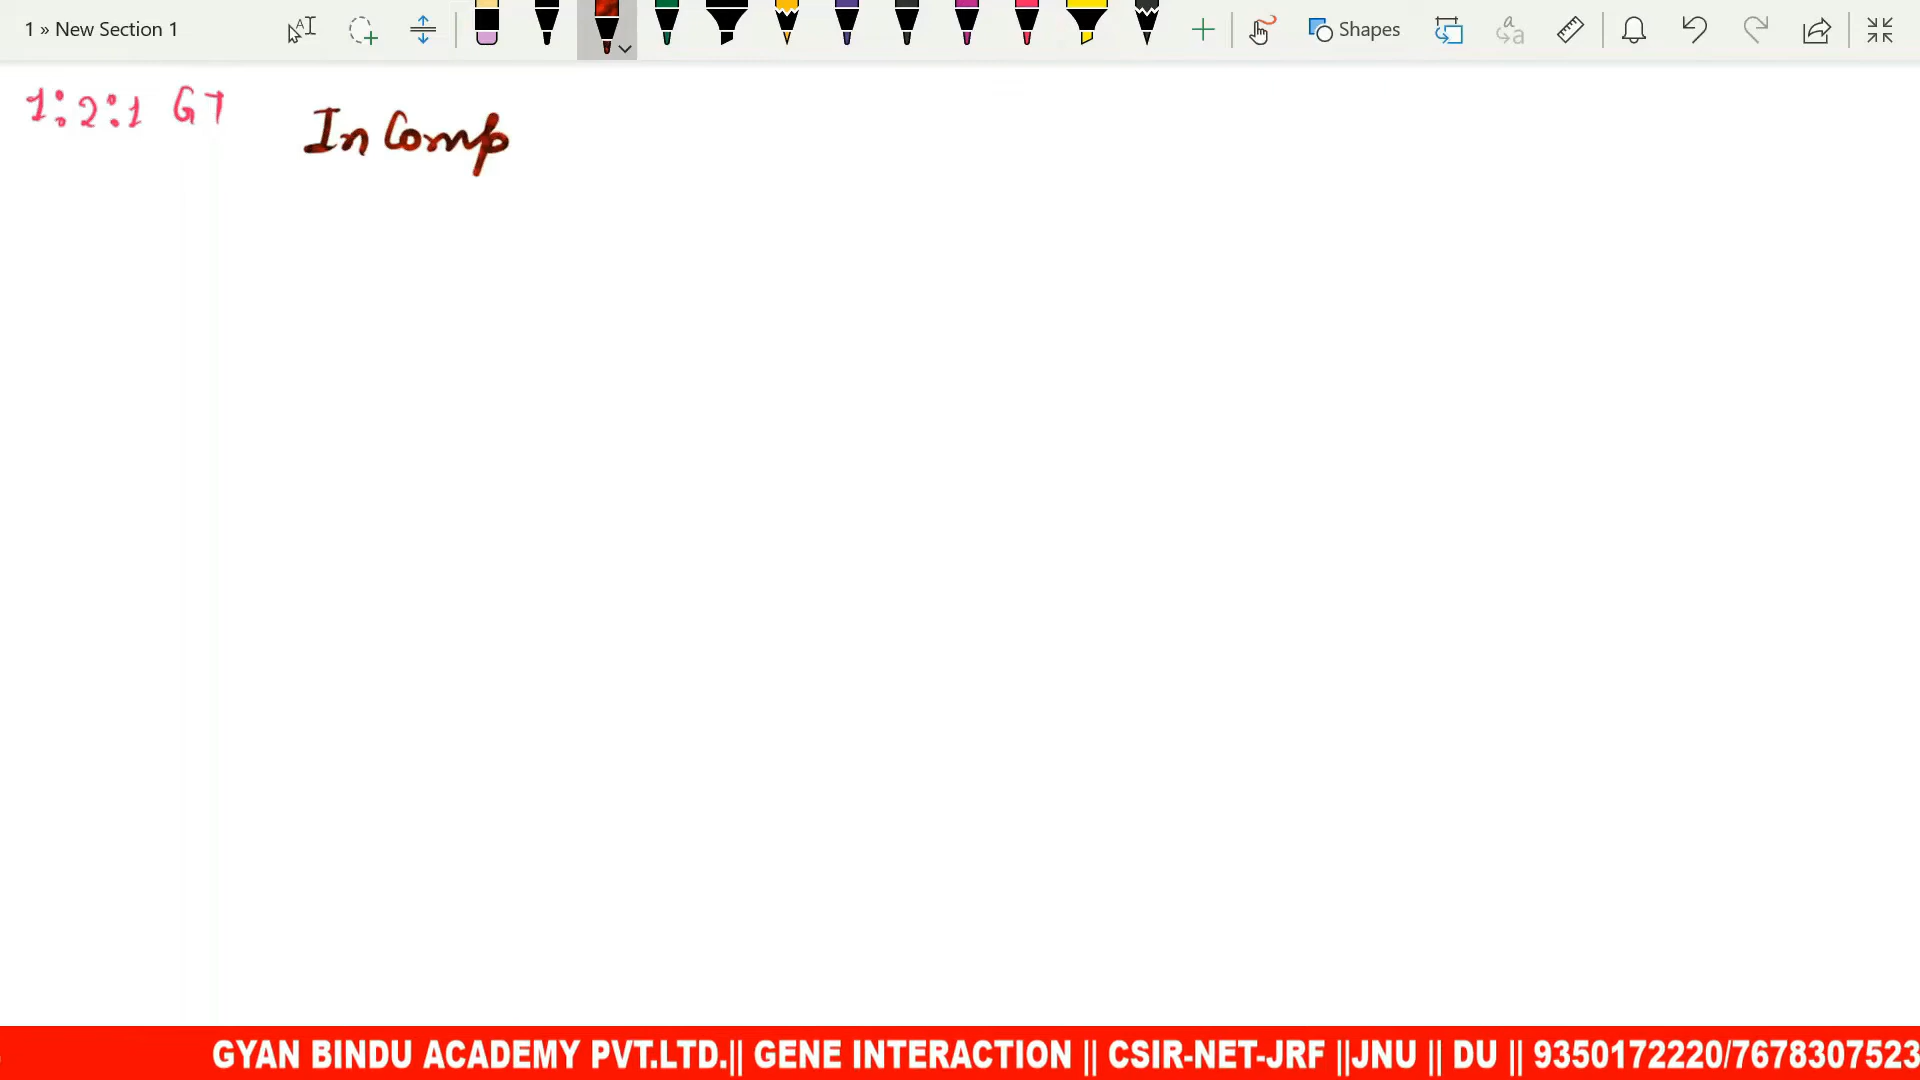 1 » New Section 1
Shapes
1:2:1 GT
In Comp
GYAN BINDU ACADEMY PVT.LTD.|| GENE INTERACTION || CSIR-NET-JRF ||JNU || DU || 9350172220/7678307523